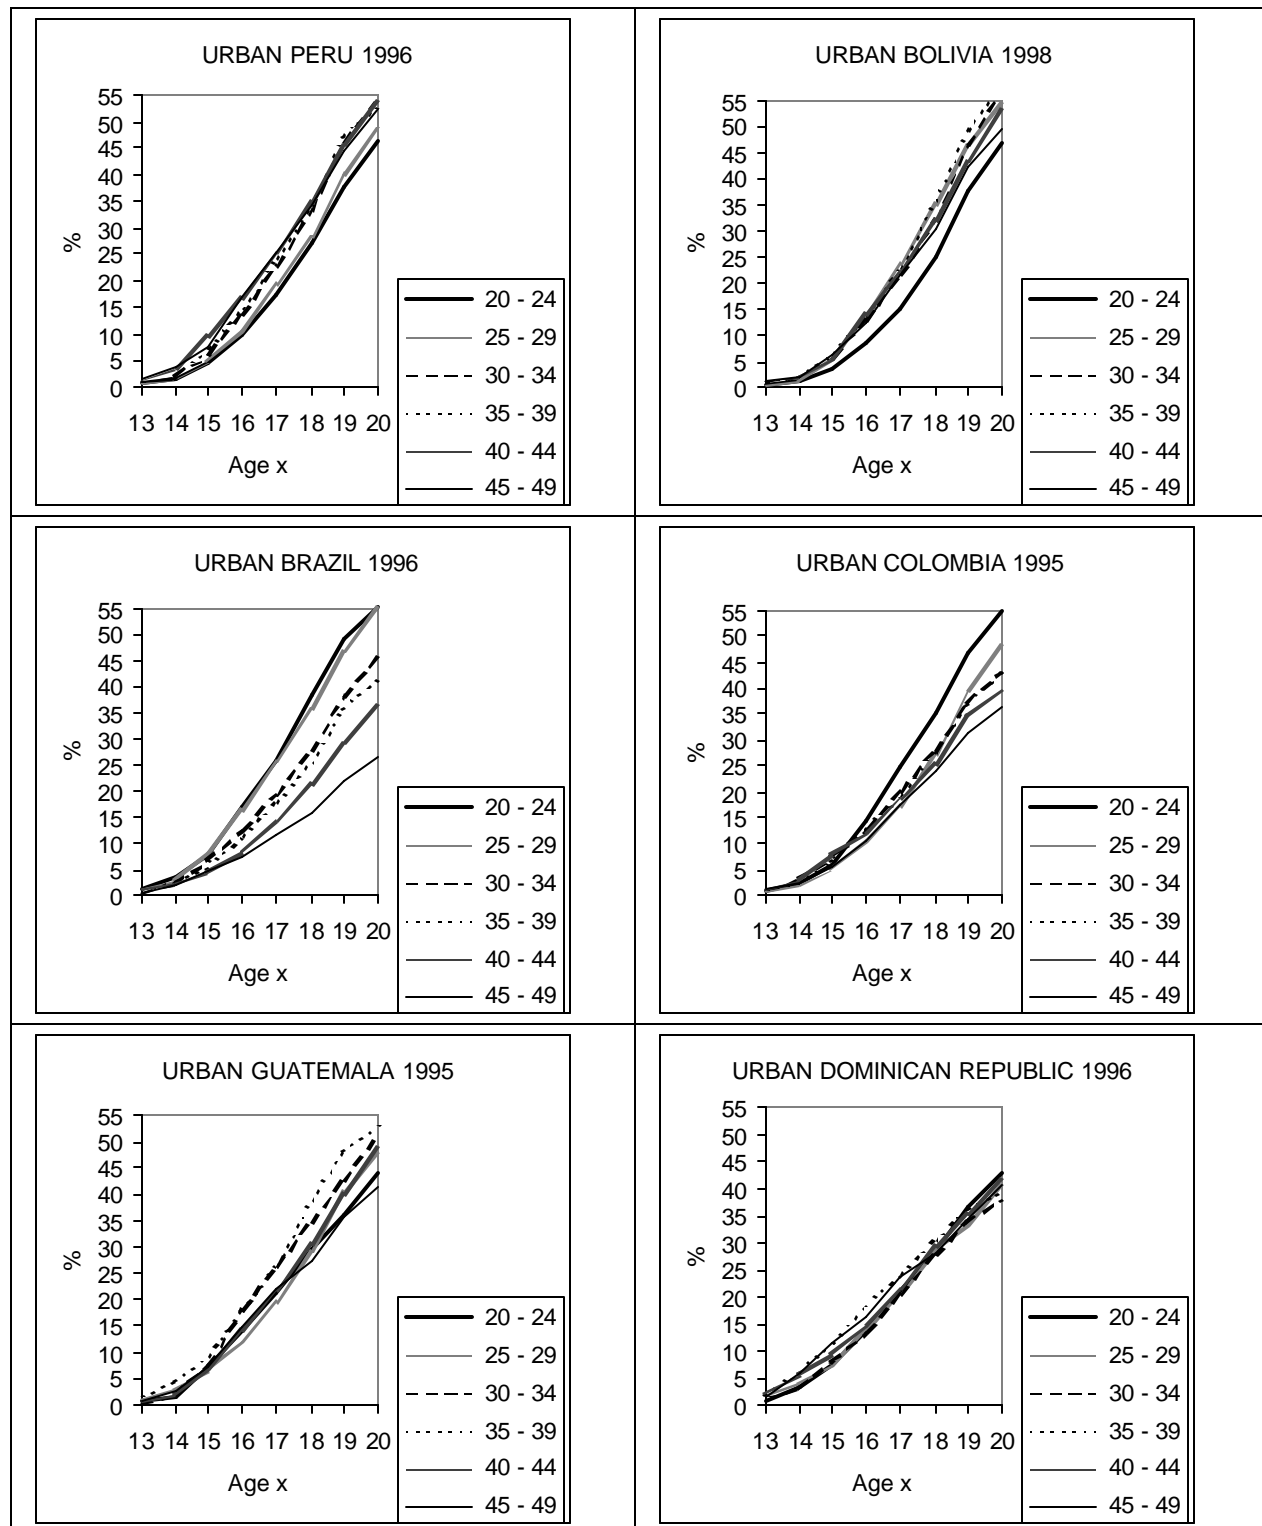 URBAN PERU 1996
55
50
45
40
35
30
25
20
15
10
5
0
%
13 14 15 16 17 18 19 20
Age x
20 - 24
25 - 29
30 - 34
35 - 39
40 - 44
45 - 49
URBAN BOLIVIA 1998
55
50
45
40
35
30
25
20
15
10
5
0
%
13 14 15 16 17 18 19 20
Age x
20 - 24
25 - 29
30 - 34
35 - 39
40 - 44
45 - 49
URBAN BRAZIL 1996
55
50
45
40
35
30
25
20
15
10
5
0
%
13 14 15 16 17 18 19 20
Age x
20 - 24
25 - 29
30 - 34
35 - 39
40 - 44
45 - 49
URBAN COLOMBIA 1995
55
50
45
40
35
30
25
20
15
10
5
0
%
13 14 15 16 17 18 19 20
Age x
20 - 24
25 - 29
30 - 34
35 - 39
40 - 44
45 - 49
URBAN GUATEMALA 1995
55
50
45
40
35
30
25
20
15
10
5
0
%
13 14 15 16 17 18 19 20
Age x
20 - 24
25 - 29
30 - 34
35 - 39
40 - 44
45 - 49
URBAN DOMINICAN REPUBLIC 1996
55
50
45
40
35
30
25
20
15
10
5
0
%
13 14 15 16 17 18 19 20
Age x
20 - 24
25 - 29
30 - 34
35 - 39
40 - 44
45 - 49